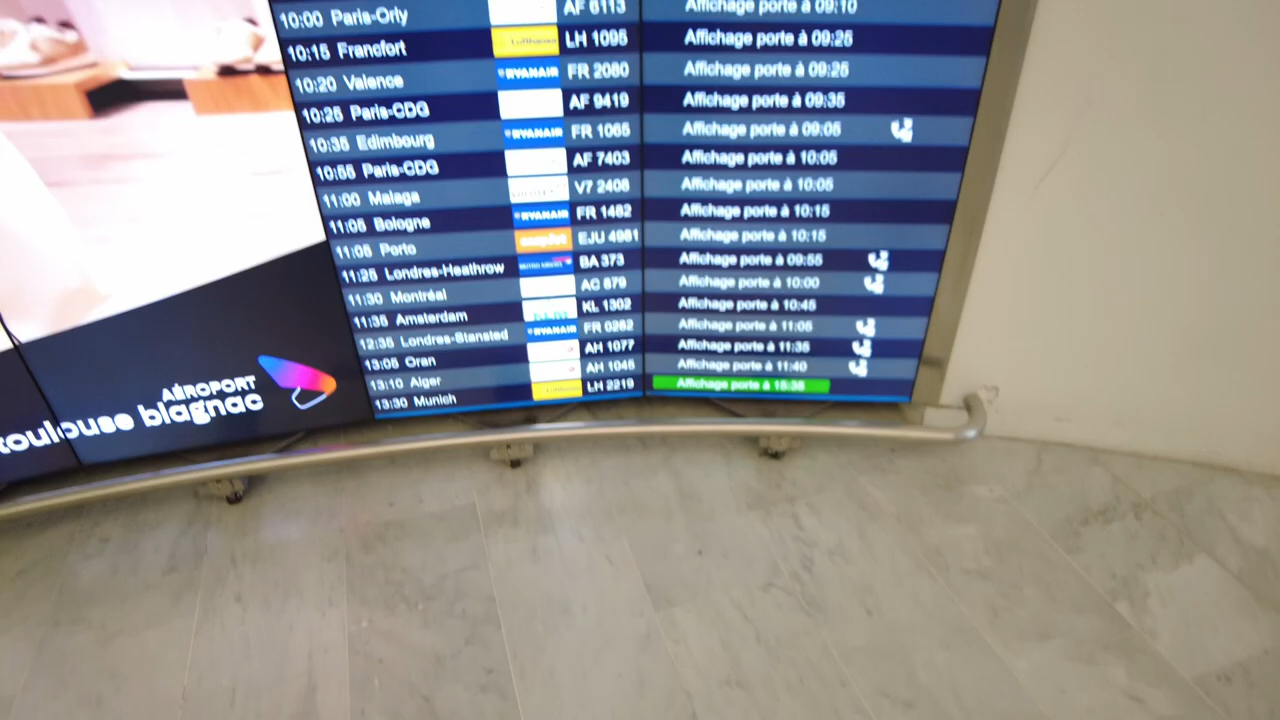 10:00 Paris-Orly AF 6113 Affichage porte à 09:10
10:15 Francfort Lufthansa LH 1095 Affichage porte à 09:25
10:20 Valence RYANAIR FR 2080 Affichage porte à 09:25
10:25 Paris-CDG AF 9419 Affichage porte à 09:35
10:35 Edimbourg RYANAIR FR 1065 Affichage porte à 09:05
10:55 Paris-CDG AF 7403 Affichage porte à 10:05
11:00 Malaga V7 2408 Affichage porte à 10:05
11:05 Bologne RYANAIR FR 1482 Affichage porte à 10:15
11:05 Porto easyJet EJU 4981 Affichage porte à 10:15
11:25 Londres-Heathrow BA 373 Affichage porte à 09:55
11:30 Montréal AC 879 Affichage porte à 10:00
11:35 Amsterdam KLM KL 1302 Affichage porte à 10:45
12:35 Londres-Stansted RYANAIR FR 0282 Affichage porte à 11:05
13:05 Oran AH 1077 Affichage porte à 11:35
13:10 Alger AH 1045 Affichage porte à 11:40
13:30 Munich LH 2219 Affichage porte à
AÉROPORT
toulouse blagnac